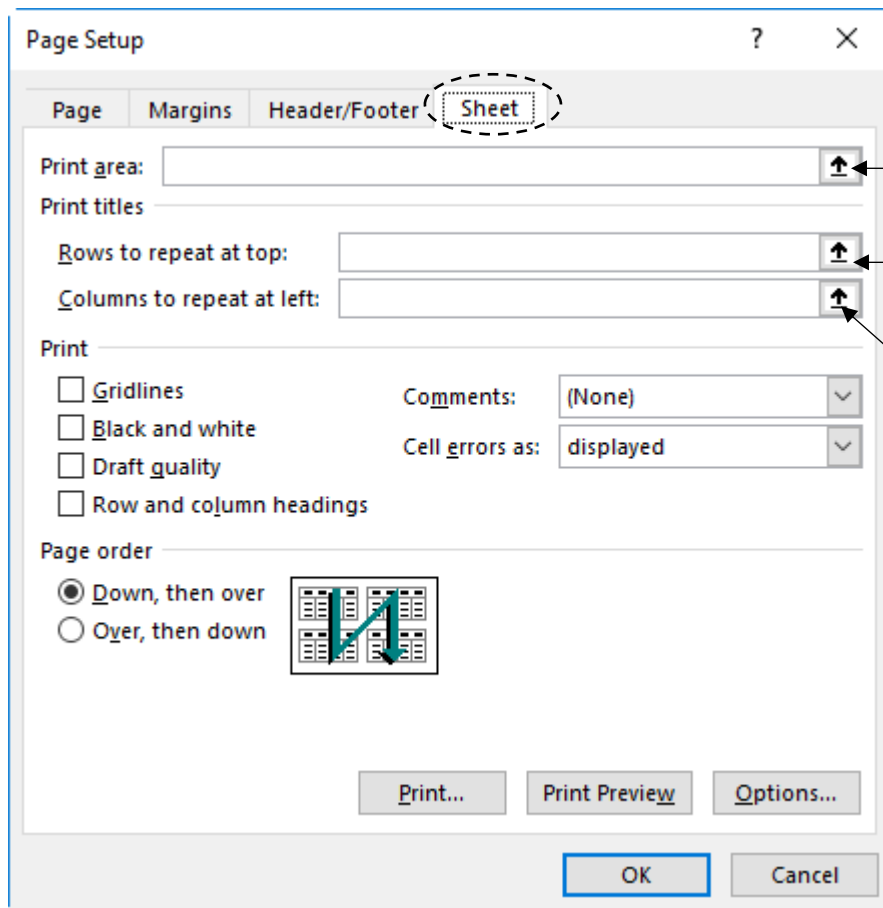 Page Setup ?
Page Margins Header/Footer Sheet
Print area:
Print titles
Rows to repeat at top:
Columns to repeat at left:
Print
Gridlines
Comments: (None)
Black and white
Cell errors as: displayed
Draft quality
Row and column headings
Page order
Down, then over
Over, then down
Print... Print Preview Options...
OK Cancel